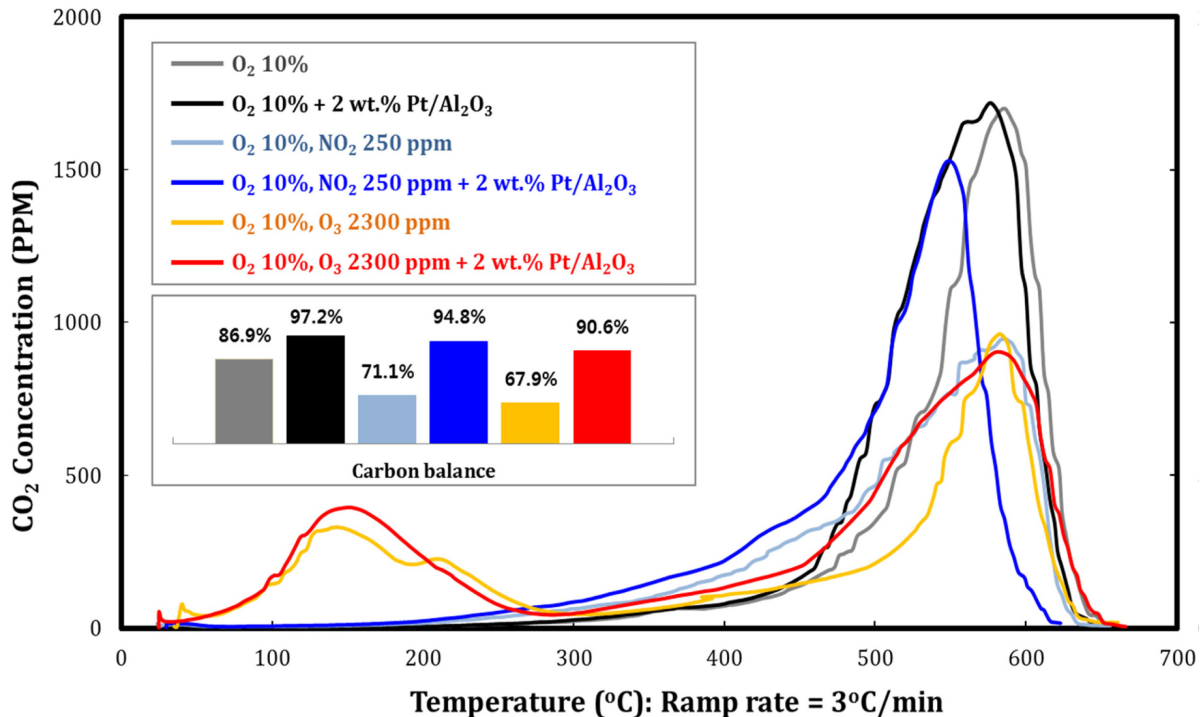 2000
1500
1000
500
0
CO₂ Concentration (PPM)
O₂ 10%
O₂ 10% + 2 wt.% Pt/Al₂O₃
O₂ 10%, NO₂ 250 ppm
O₂ 10%, NO₂ 250 ppm + 2 wt.% Pt/Al₂O₃
O₂ 10%, O₃ 2300 ppm
O₂ 10%, O₃ 2300 ppm + 2 wt.% Pt/Al₂O₃
86.9% 97.2% 71.1% 94.8% 67.9% 90.6%
Carbon balance
0 100 200 300 400 500 600 700
Temperature (ºC): Ramp rate = 3ºC/min